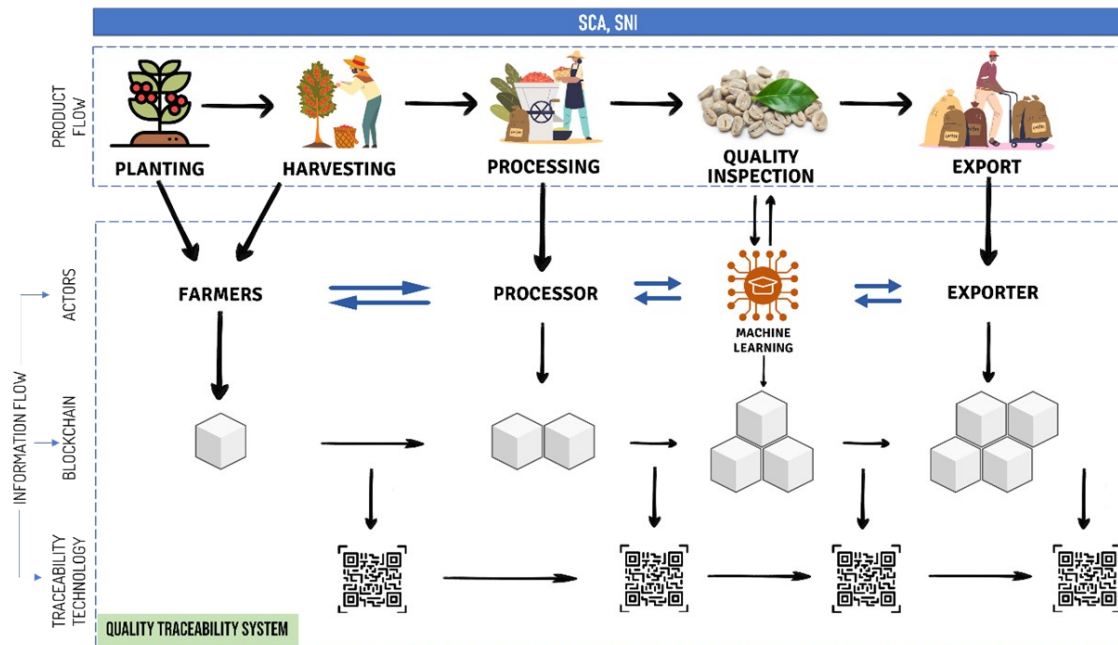 SCA, SNI
PRODUCT
FLOW
PLANTING
HARVESTING
PROCESSING
QUALITY
INSPECTION
EXPORT
INFORMATION FLOW
ACTORS
FARMERS
PROCESSOR
MACHINE
LEARNING
EXPORTER
BLOCKCHAIN
TRACEABILITY
TECHNOLOGY
QUALITY TRACEABILITY SYSTEM